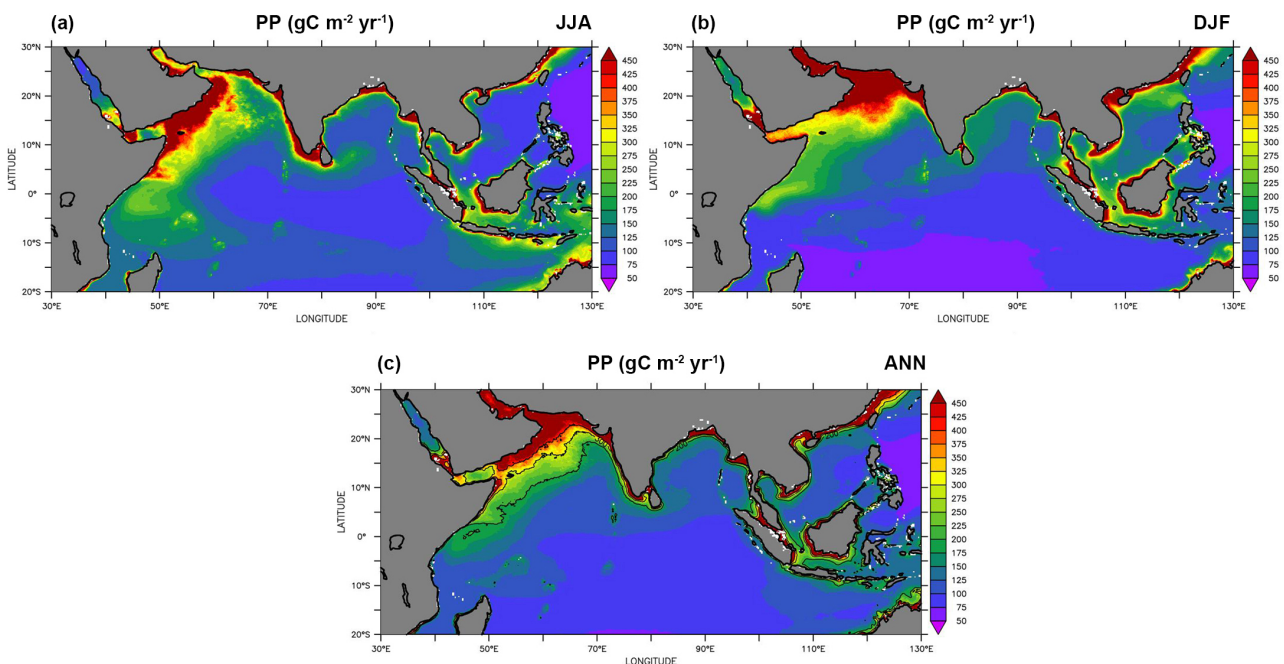 (a) PP (gC m⁻² yr⁻¹) JJA
30°N
20°N
10°N
0°
10°S
20°S
LATITUDE
30°E 50°E 70°E 90°E 110°E 130°E
LONGITUDE
450
425
400
375
350
325
300
275
250
225
200
175
150
125
100
75
50
(b) PP (gC m⁻² yr⁻¹) DJF
30°N
20°N
10°N
0°
10°S
20°S
LATITUDE
30°E 50°E 70°E 90°E 110°E 130°E
LONGITUDE
450
425
400
375
350
325
300
275
250
225
200
175
150
125
100
75
50
(c) PP (gC m⁻² yr⁻¹) ANN
30°N
20°N
10°N
0°
10°S
20°S
LATITUDE
30°E 50°E 70°E 90°E 110°E 130°E
LONGITUDE
450
425
400
375
350
325
300
275
250
225
200
175
150
125
100
75
50